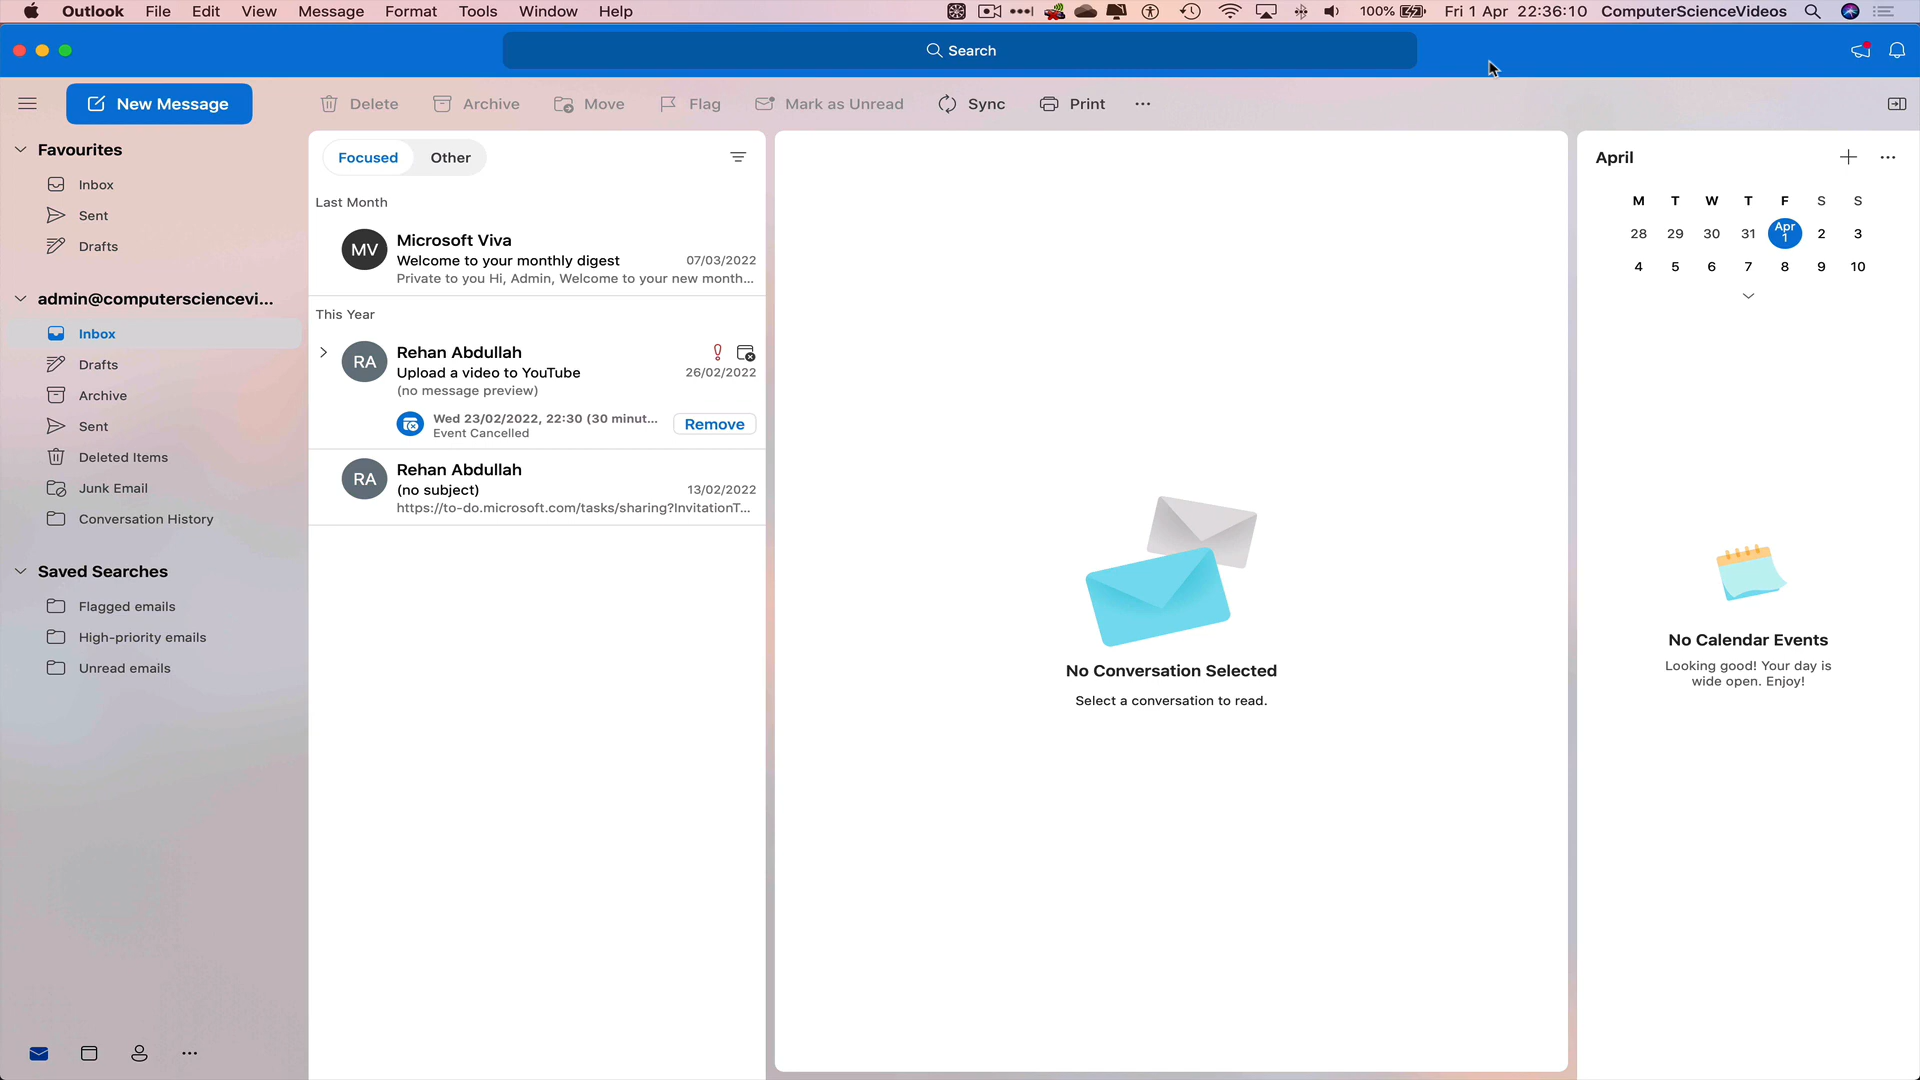 Outlook File Edit View Message Format Tools Window Help 100% Fri 1 Apr 22:36:10 ComputerScienceVideos
Search
New Message Delete Archive Move Flag Mark as Unread Sync Print
Favourites
Inbox
Sent
Drafts
admin@computersciencevi...
Inbox
Drafts
Archive
Sent
Deleted Items
Junk Email
Conversation History
Saved Searches
Flagged emails
High-priority emails
Unread emails
Focused Other
Last Month
MV
Microsoft Viva
Welcome to your monthly digest 07/03/2022
Private to you Hi, Admin, Welcome to your new month...
This Year
RA
Rehan Abdullah
Upload a video to YouTube 26/02/2022
(no message preview)
Wed 23/02/2022, 22:30 (30 minut...
Event Cancelled
Remove
RA
Rehan Abdullah
(no subject) 13/02/2022
https://to-do.microsoft.com/tasks/sharing?InvitationT...
No Conversation Selected
Select a conversation to read.
April
M T W T F S S
28 29 30 31 Apr 1 2 3
4 5 6 7 8 9 10
No Calendar Events
Looking good! Your day is
wide open. Enjoy!